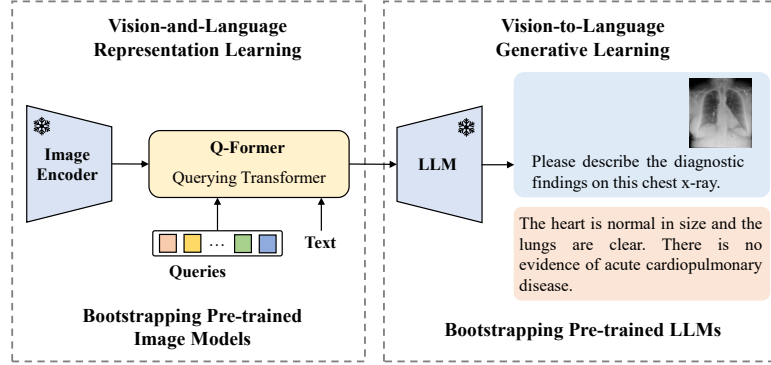 Vision-and-Language
Representation Learning
Image
Encoder
Q-Former
Querying Transformer
...
Queries
Text
Bootstrapping Pre-trained
Image Models
Vision-to-Language
Generative Learning
LLM
Please describe the diagnostic
findings on this chest x-ray.
The heart is normal in size and the
lungs are clear. There is no
evidence of acute cardiopulmonary
disease.
Bootstrapping Pre-trained LLMs